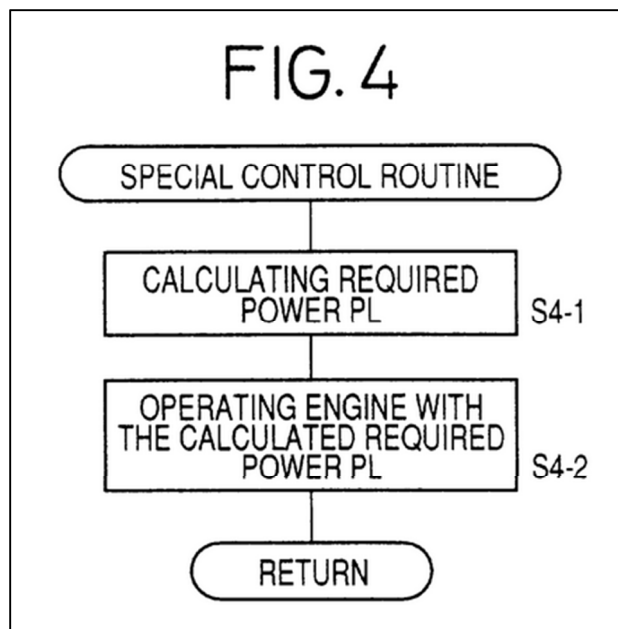 FIG. 4
SPECIAL CONTROL ROUTINE
CALCULATING REQUIRED
POWER PL
S4-1
OPERATING ENGINE WITH
THE CALCULATED REQUIRED
POWER PL
S4-2
RETURN